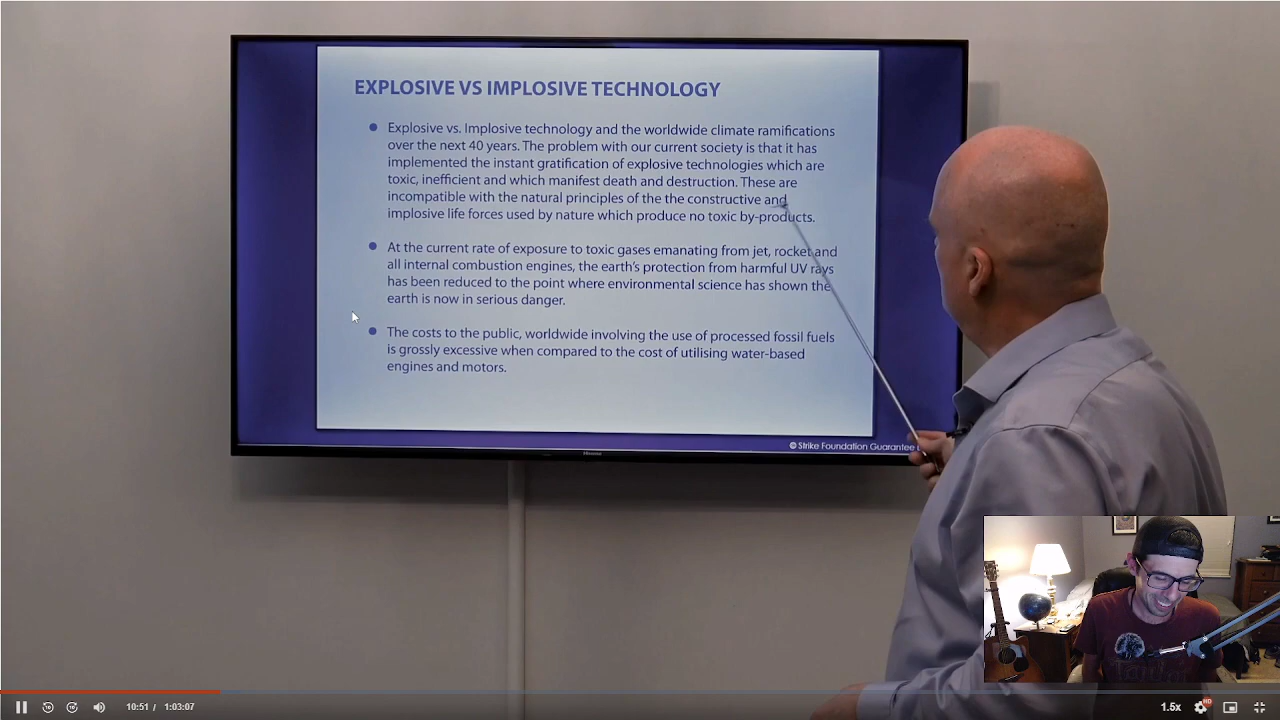 EXPLOSIVE VS IMPLOSIVE TECHNOLOGY
Explosive vs. Implosive technology and the worldwide climate ramifications
over the next 40 years. The problem with our current society is that it has
implemented the instant gratification of explosive technologies which are
toxic, inefficient and which manifest death and destruction. These are
incompatible with the natural principles of the the constructive and
implosive life forces used by nature which produce no toxic by-products.
At the current rate of exposure to toxic gases emanating from jet, rocket and
all internal combustion engines, the earth's protection from harmful UV rays
has been reduced to the point where environmental science has shown the
earth is now in serious danger.
The costs to the public, worldwide involving the use of processed fossil fuels
is grossly excessive when compared to the cost of utilising water-based
engines and motors.
© Strike Foundation Guarantee
Hisense
10:51 / 1:03:07
1.5x
HD